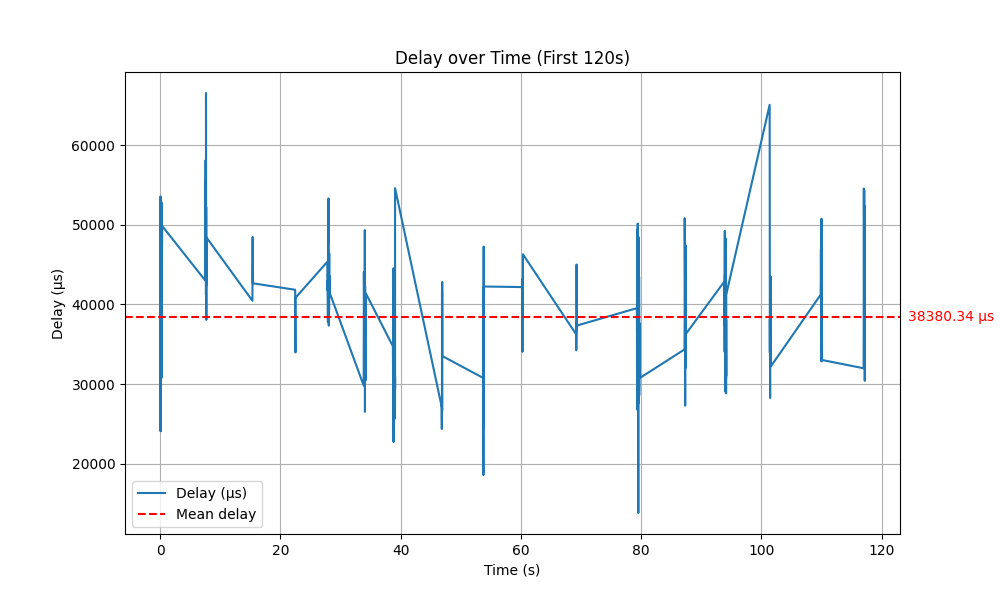 Delay over Time (First 120s)
Delay (µs)
60000
50000
40000
30000
20000
38380.34 µs
Delay (µs)
Mean delay
0 20 40 60 80 100 120
Time (s)